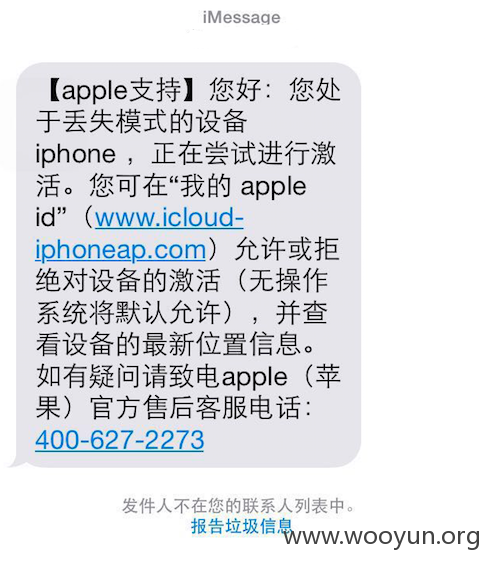 iMessage
【apple支持】您好：您处
于丢失模式的设备
iphone ，正在尝试进行激
活。您可在“我的 apple
id”（www.icloud-
iphoneap.com）允许或拒
绝对设备的激活（无操作
系统将默认允许），并查
看设备的最新位置信息。
如有疑问请致电apple（苹
果）官方售后客服电话：
400-627-2273
发件人不在您的联系人列表中。
报告垃圾信息
www.wooyun.org